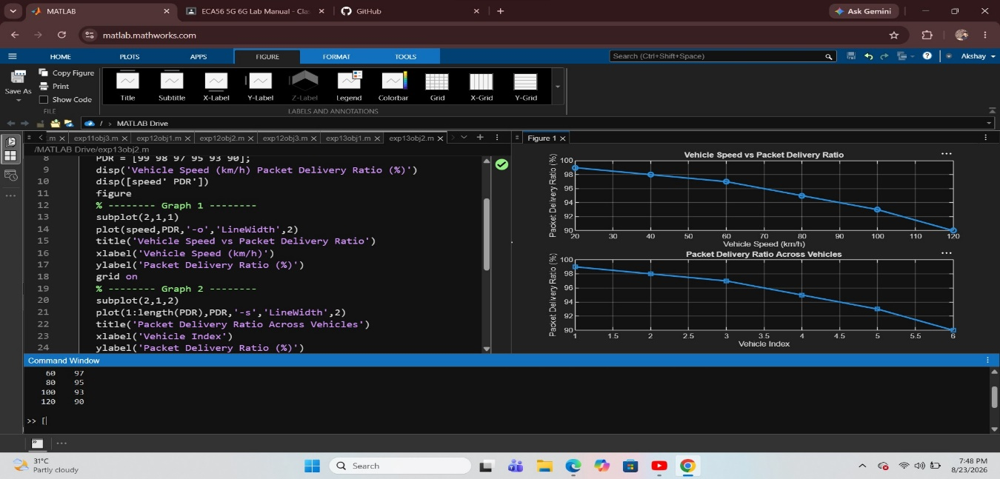 MATLAB
ECA56 5G 6G Lab Manual - Cla
GitHub
Ask Gemini
matlab.mathworks.com
HOME PLOTS APPS FIGURE FORMAT TOOLS
Search (Ctrl+Shift+Space)
Akshay
Save As
Copy Figure
Print
Show Code
FILE
Title Subtitle X-Label Y-Label Z-Label Legend Colorbar Grid X-Grid Y-Grid
LABELS AND ANNOTATIONS
/ > MATLAB Drive
.m exp11obj3.m exp12obj1.m exp12obj2.m exp12obj3.m exp13obj1.m exp13obj2.m
/MATLAB Drive/exp13obj2.m
8 PDR = [99 98 97 95 93 90];
9 disp('Vehicle Speed (km/h) Packet Delivery Ratio (%)')
10 disp([speed' PDR'])
11 figure
12 % -------- Graph 1 --------
13 subplot(2,1,1)
14 plot(speed,PDR,'-o','LineWidth',2)
15 title('Vehicle Speed vs Packet Delivery Ratio')
16 xlabel('Vehicle Speed (km/h)')
17 ylabel('Packet Delivery Ratio (%)')
18 grid on
19 % -------- Graph 2 --------
20 subplot(2,1,2)
21 plot(1:length(PDR),PDR,'-s','LineWidth',2)
22 title('Packet Delivery Ratio Across Vehicles')
23 xlabel('Vehicle Index')
24 ylabel('Packet Delivery Ratio (%)')
Figure 1
Vehicle Speed vs Packet Delivery Ratio
Packet Delivery Ratio (%)
100
98
96
94
92
90
20 30 40 50 60 70 80 90 100 110 120
Vehicle Speed (km/h)
Packet Delivery Ratio Across Vehicles
Packet Delivery Ratio (%)
100
98
96
94
92
90
1 1.5 2 2.5 3 3.5 4 4.5 5 5.5 6
Vehicle Index
Command Window
60 97
80 95
100 93
120 90
>> [
31°C
Partly cloudy
Search
7:48 PM
8/23/2026